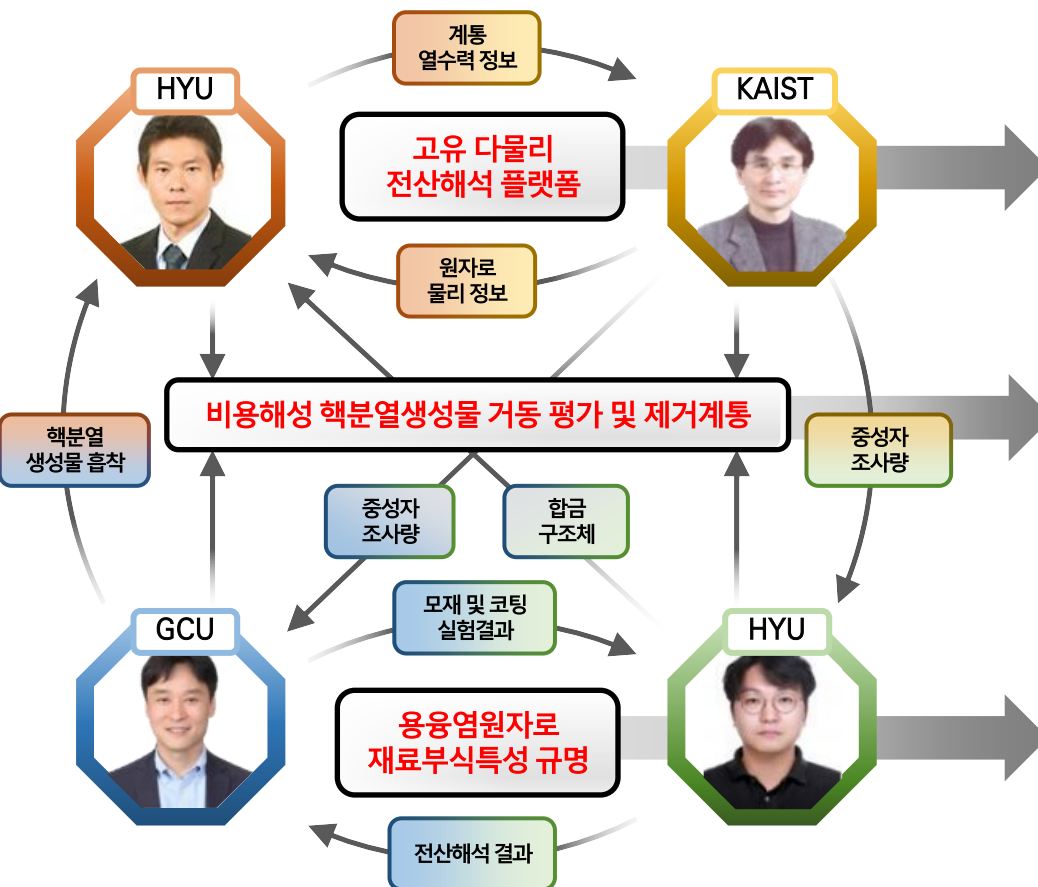 계통
열수력 정보
HYU
KAIST
고유 다물리
전산해석 플랫폼
원자로
물리 정보
비용해성 핵분열생성물 거동 평가 및 제거계통
핵분열
생성물 흡착
중성자
조사량
중성자
조사량
합금
구조체
모재 및 코팅
실험결과
GCU
HYU
용융염원자로
재료부식특성 규명
전산해석 결과